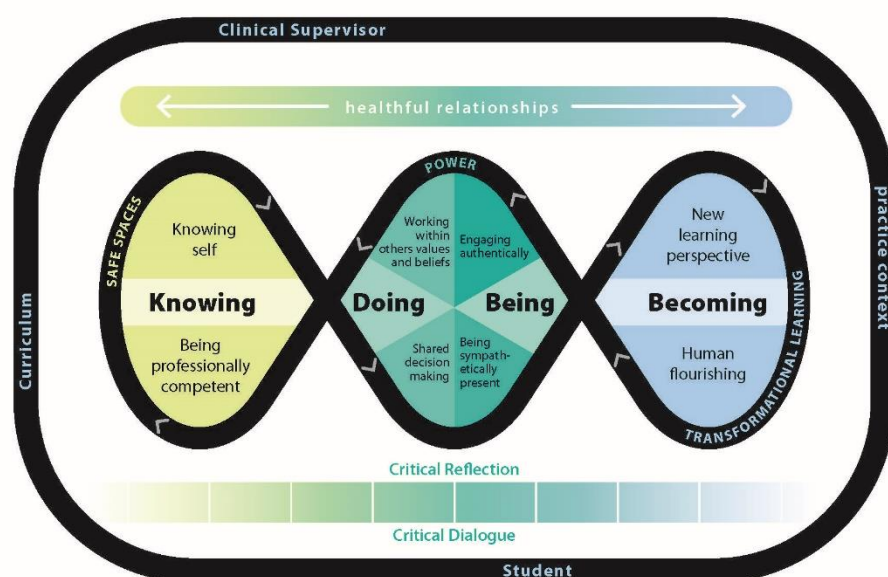 Clinical Supervisor
healthful relationships
POWER
SAFE SPACES
Knowing
self
Knowing
Being
professionally
competent
Working
within
others values
and beliefs
Engaging
authentically
Doing
Being
Shared
decision
making
Being
sympath-
etically
present
New
learning
perspective
Becoming
Human
flourishing
TRANSFORMATIONAL LEARNING
Curriculum
practice context
Critical Reflection
Critical Dialogue
Student